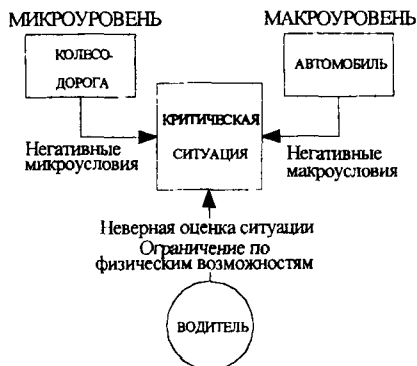 МИКРОУРОВЕНЬ
МАКРОУРОВЕНЬ
КОЛЕСО-
ДОРОГА
АВТОМОБИЛЬ
КРИТИЧЕСКАЯ
СИТУАЦИЯ
Негативные
микроусловия
Негативные
макроусловия
Неверная оценка ситуации
Ограничение по
физическим возможностям
ВОДИТЕЛЬ